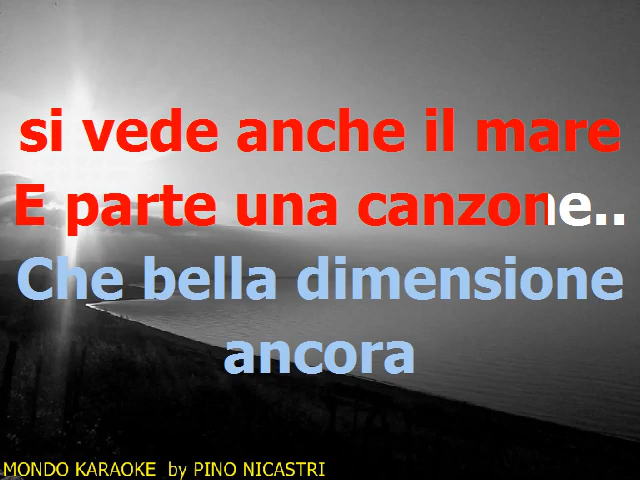 si vede anche il mare
E parte una canzone..
Che bella dimensione
ancora
MONDO KARAOKE by PINO NICASTRI